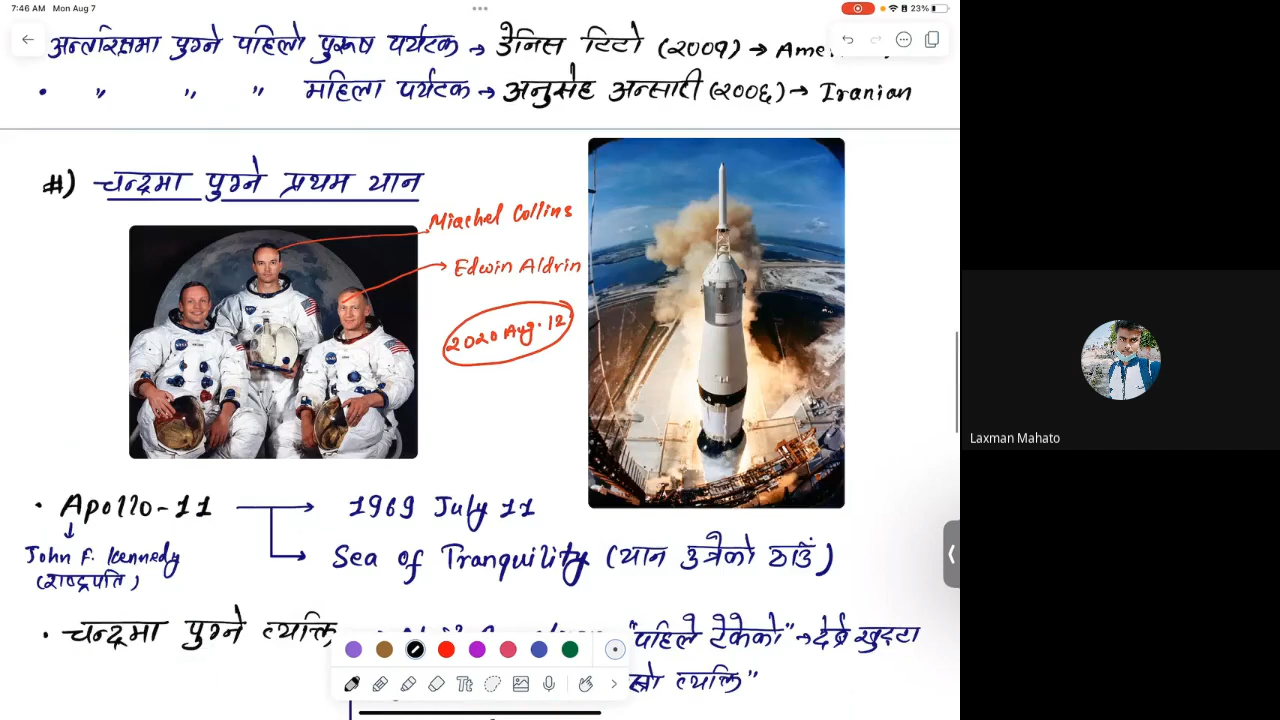 7:46 AM Mon Aug 7
23%
अन्तरिक्षमा पुग्ने पहिलो पुरुष पर्यटक → डेनिस टिटो (२००१) → Ame
• " " " महिला पर्यटक → अनुसेह अन्सारी (२००६) → Iranian
#) चन्द्रमा पुग्ने प्रथम यान
Miachel Collins
Edwin Aldrin
2020 Aug. 12
• Apollo-11 → 1969 July 11
John F. Kennedy
(राष्ट्रपति)
→ Sea of Tranquility (यान उत्रेको ठाउँ)
• चन्द्रमा पुग्ने व्यक्ति "पहिले टेकेको" → देब्रे खुट्टा
व्यक्ति"
Tt
Laxman Mahato